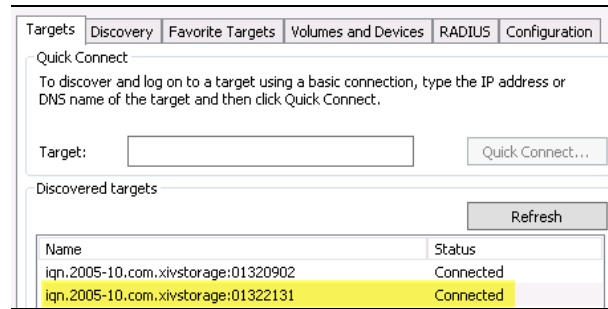 Targets Discovery Favorite Targets Volumes and Devices RADIUS Configuration
Quick Connect
To discover and log on to a target using a basic connection, type the IP address or
DNS name of the target and then click Quick Connect.
Target: Quick Connect...
Discovered targets
Refresh
Name Status
iqn.2005-10.com.xivstorage:01320902 Connected
iqn.2005-10.com.xivstorage:01322131 Connected